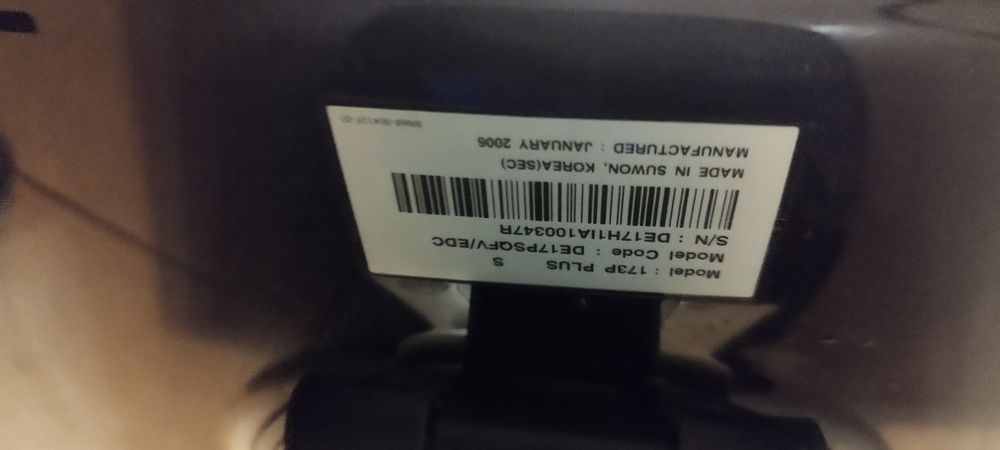 Model : 173P PLUS S
Model Code : DE17PSQFV/EDC
S/N : DE17H1IA100347R
MADE IN SUWON, KOREA(SEC)
MANUFACTURED : JANUARY 2006